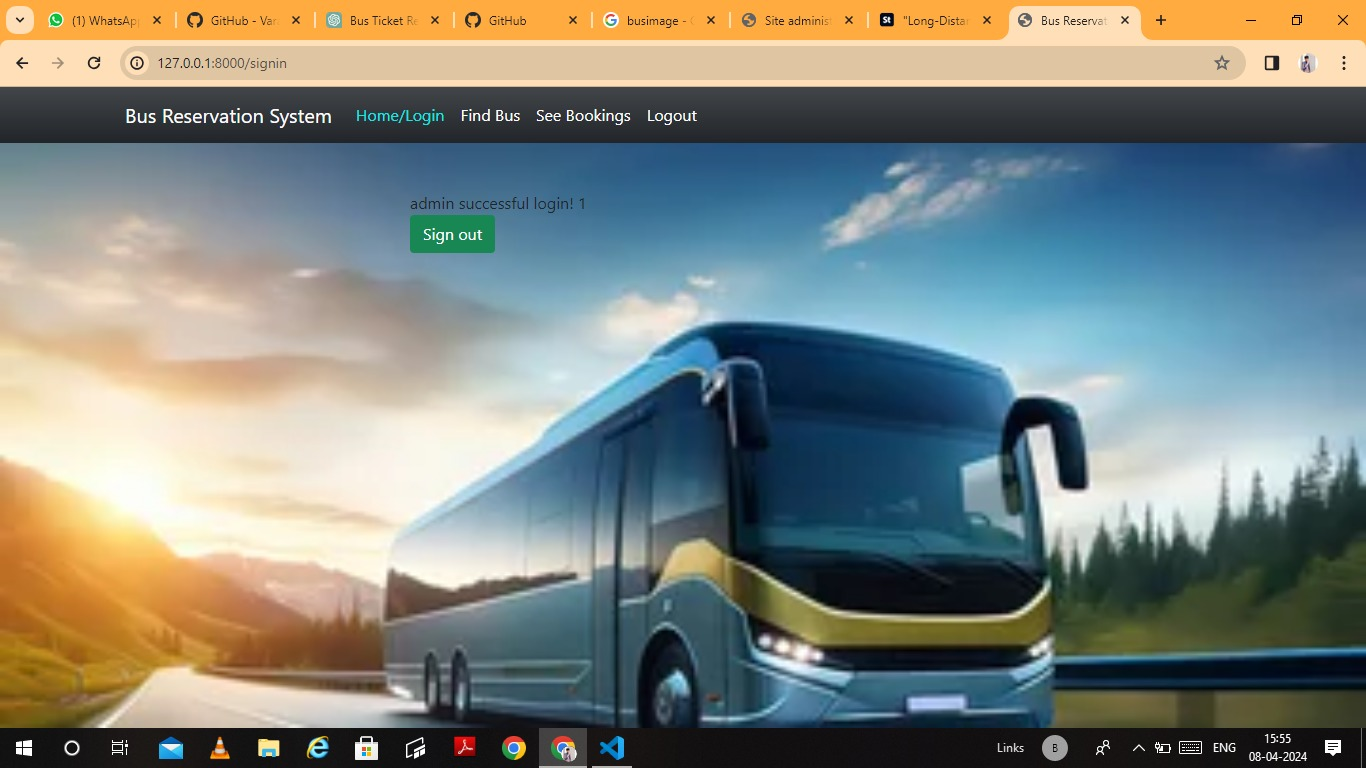 (1) WhatsApp
GitHub - Var
Bus Ticket Re
GitHub
busimage - G
Site administ
"Long-Distan
Bus Reservat
127.0.0.1:8000/signin
Bus Reservation System Home/Login Find Bus See Bookings Logout
admin successful login! 1
Sign out
Links B ENG 15:55
08-04-2024